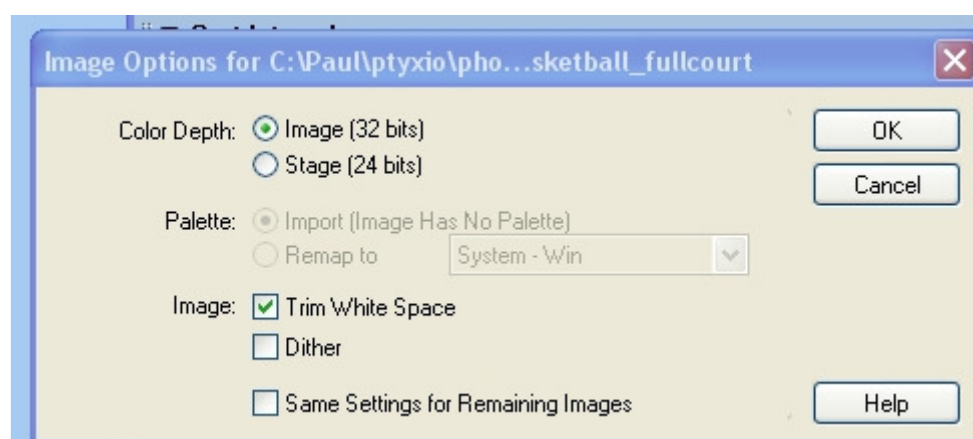 Image Options for C:\Paul\ptyxio\pho...sketball_fullcourt
Color Depth: Image (32 bits)
OK
Stage (24 bits)
Cancel
Palette: Import (Image Has No Palette)
Remap to System - Win
Image: Trim White Space
Dither
Same Settings for Remaining Images
Help